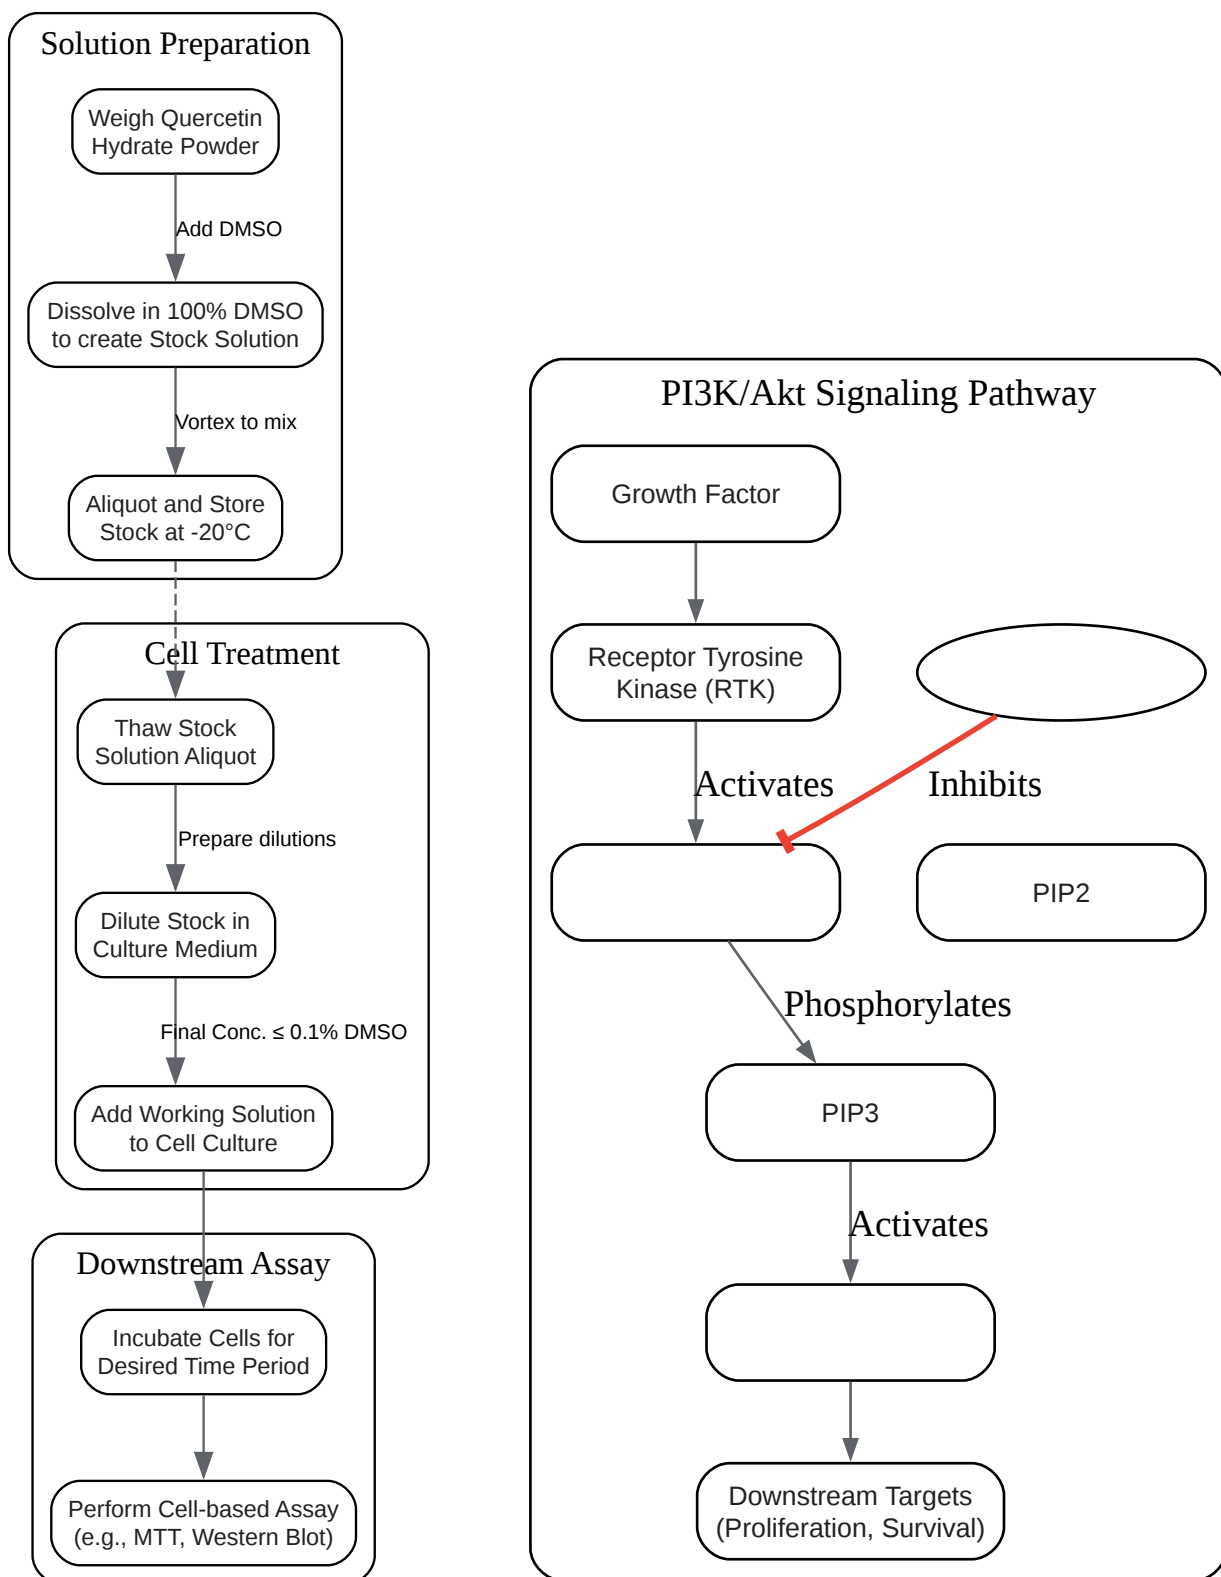 Solution Preparation
Weigh Quercetin
Hydrate Powder
Add DMSO
Dissolve in 100% DMSO
to create Stock Solution
Vortex to mix
Aliquot and Store
Stock at -20°C
Cell Treatment
Thaw Stock
Solution Aliquot
Prepare dilutions
Dilute Stock in
Culture Medium
Final Conc. ≤ 0.1% DMSO
Add Working Solution
to Cell Culture
Downstream Assay
Incubate Cells for
Desired Time Period
Perform Cell-based Assay
(e.g., MTT, Western Blot)
PI3K/Akt Signaling Pathway
Growth Factor
Receptor Tyrosine
Kinase (RTK)
Activates
Inhibits
PIP2
Phosphorylates
PIP3
Activates
Downstream Targets
(Proliferation, Survival)